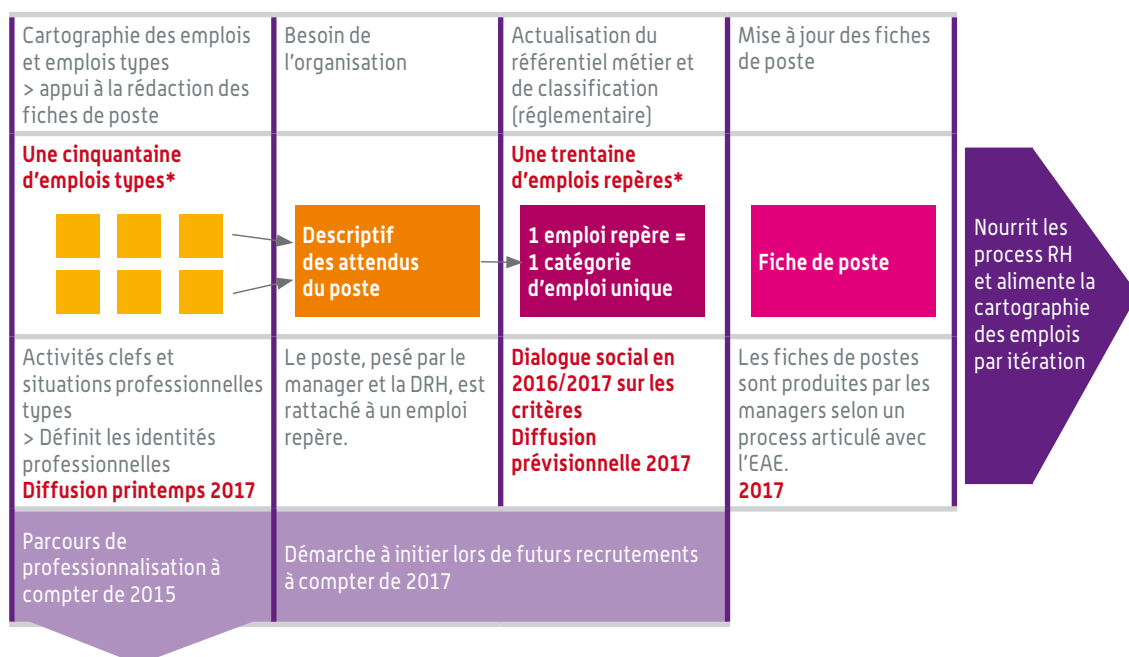 Cartographie des emplois
et emplois types
> appui à la rédaction des
fiches de poste
Besoin de
l'organisation
Actualisation du
référentiel métier et
de classification
(réglementaire)
Mise à jour des fiches
de poste
Une cinquantaine
d'emplois types*
Une trentaine
d'emplois repères*
Descriptif
des attendus
du poste
1 emploi repère =
1 catégorie
d'emploi unique
Fiche de poste
Nourrit les
process RH
et alimente la
cartographie
des emplois
par itération
Activités clefs et
situations professionnelles
types
> Définit les identités
professionnelles
Diffusion printemps 2017
Le poste, pesé par le
manager et la DRH, est
rattaché à un emploi
repère.
Dialogue social en
2016/2017 sur les
critères
Diffusion
prévisionnelle 2017
Les fiches de postes
sont produites par les
managers selon un
process articulé avec
l'EAE.
2017
Parcours de
professionnalisation à
compter de 2015
Démarche à initier lors de futurs recrutements
à compter de 2017